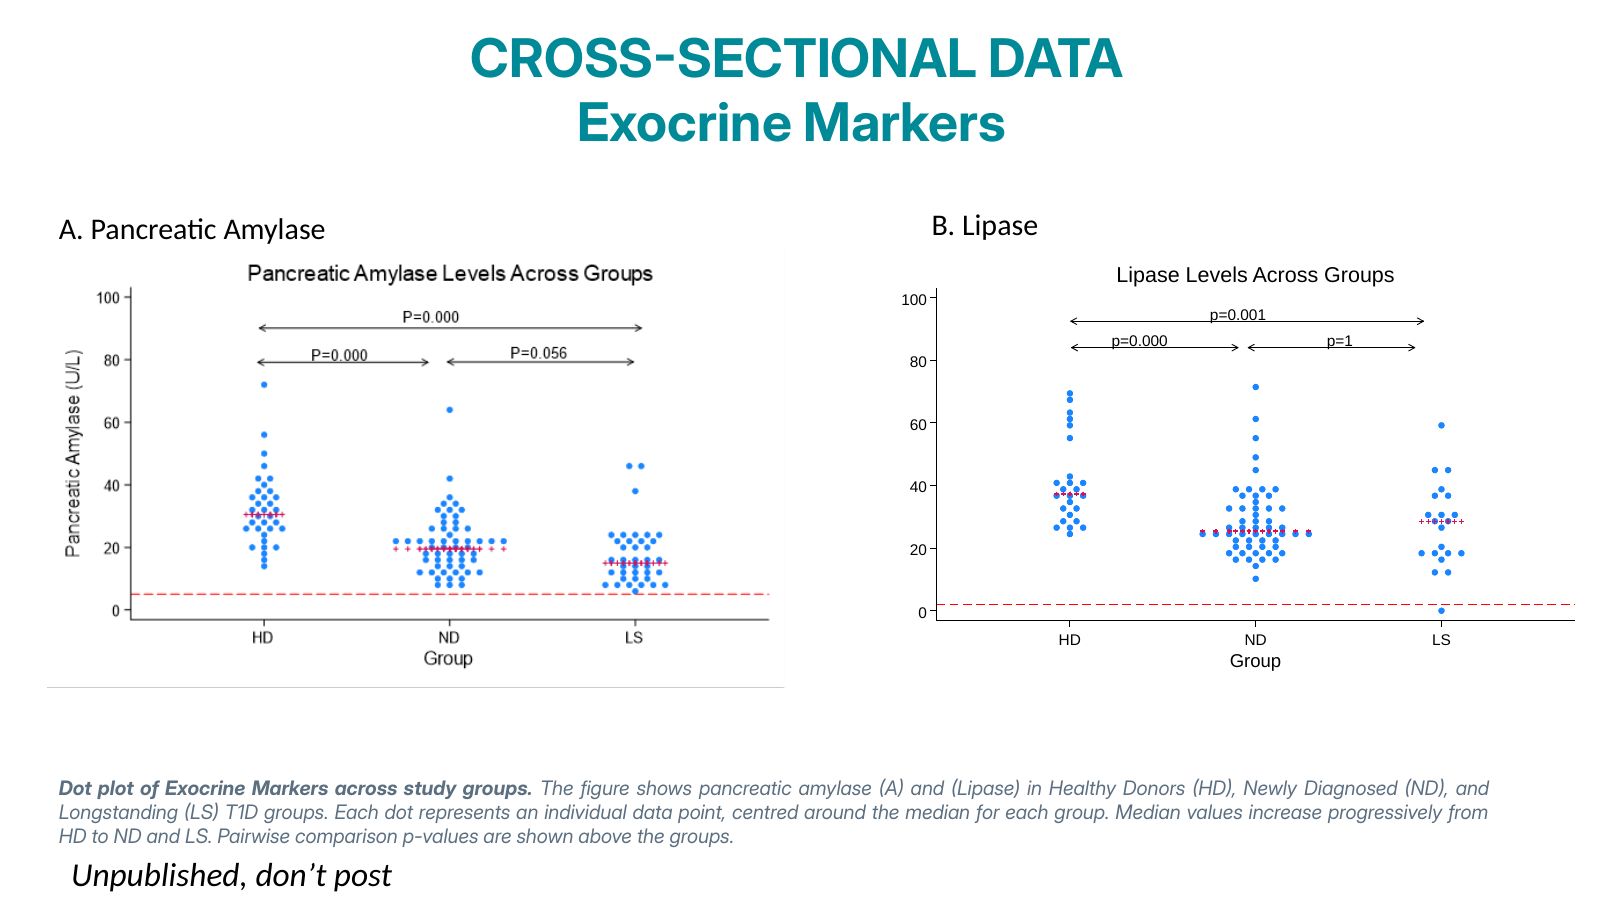 CROSS-SECTIONAL DATA
Exocrine Markers
A. Pancreatic Amylase
Pancreatic Amylase Levels Across Groups
100
80
60
40
20
0
Pancreatic Amylase (U/L)
P=0.000
P=0.000
P=0.056
HD
ND
LS
Group
B. Lipase
Lipase Levels Across Groups
100
80
60
40
20
0
p=0.001
p=0.000
p=1
HD
ND
LS
Group
Dot plot of Exocrine Markers across study groups. The figure shows pancreatic amylase (A) and (Lipase) in Healthy Donors (HD), Newly Diagnosed (ND), and
Longstanding (LS) T1D groups. Each dot represents an individual data point, centred around the median for each group. Median values increase progressively from
HD to ND and LS. Pairwise comparison p-values are shown above the groups.
Unpublished, don’t post